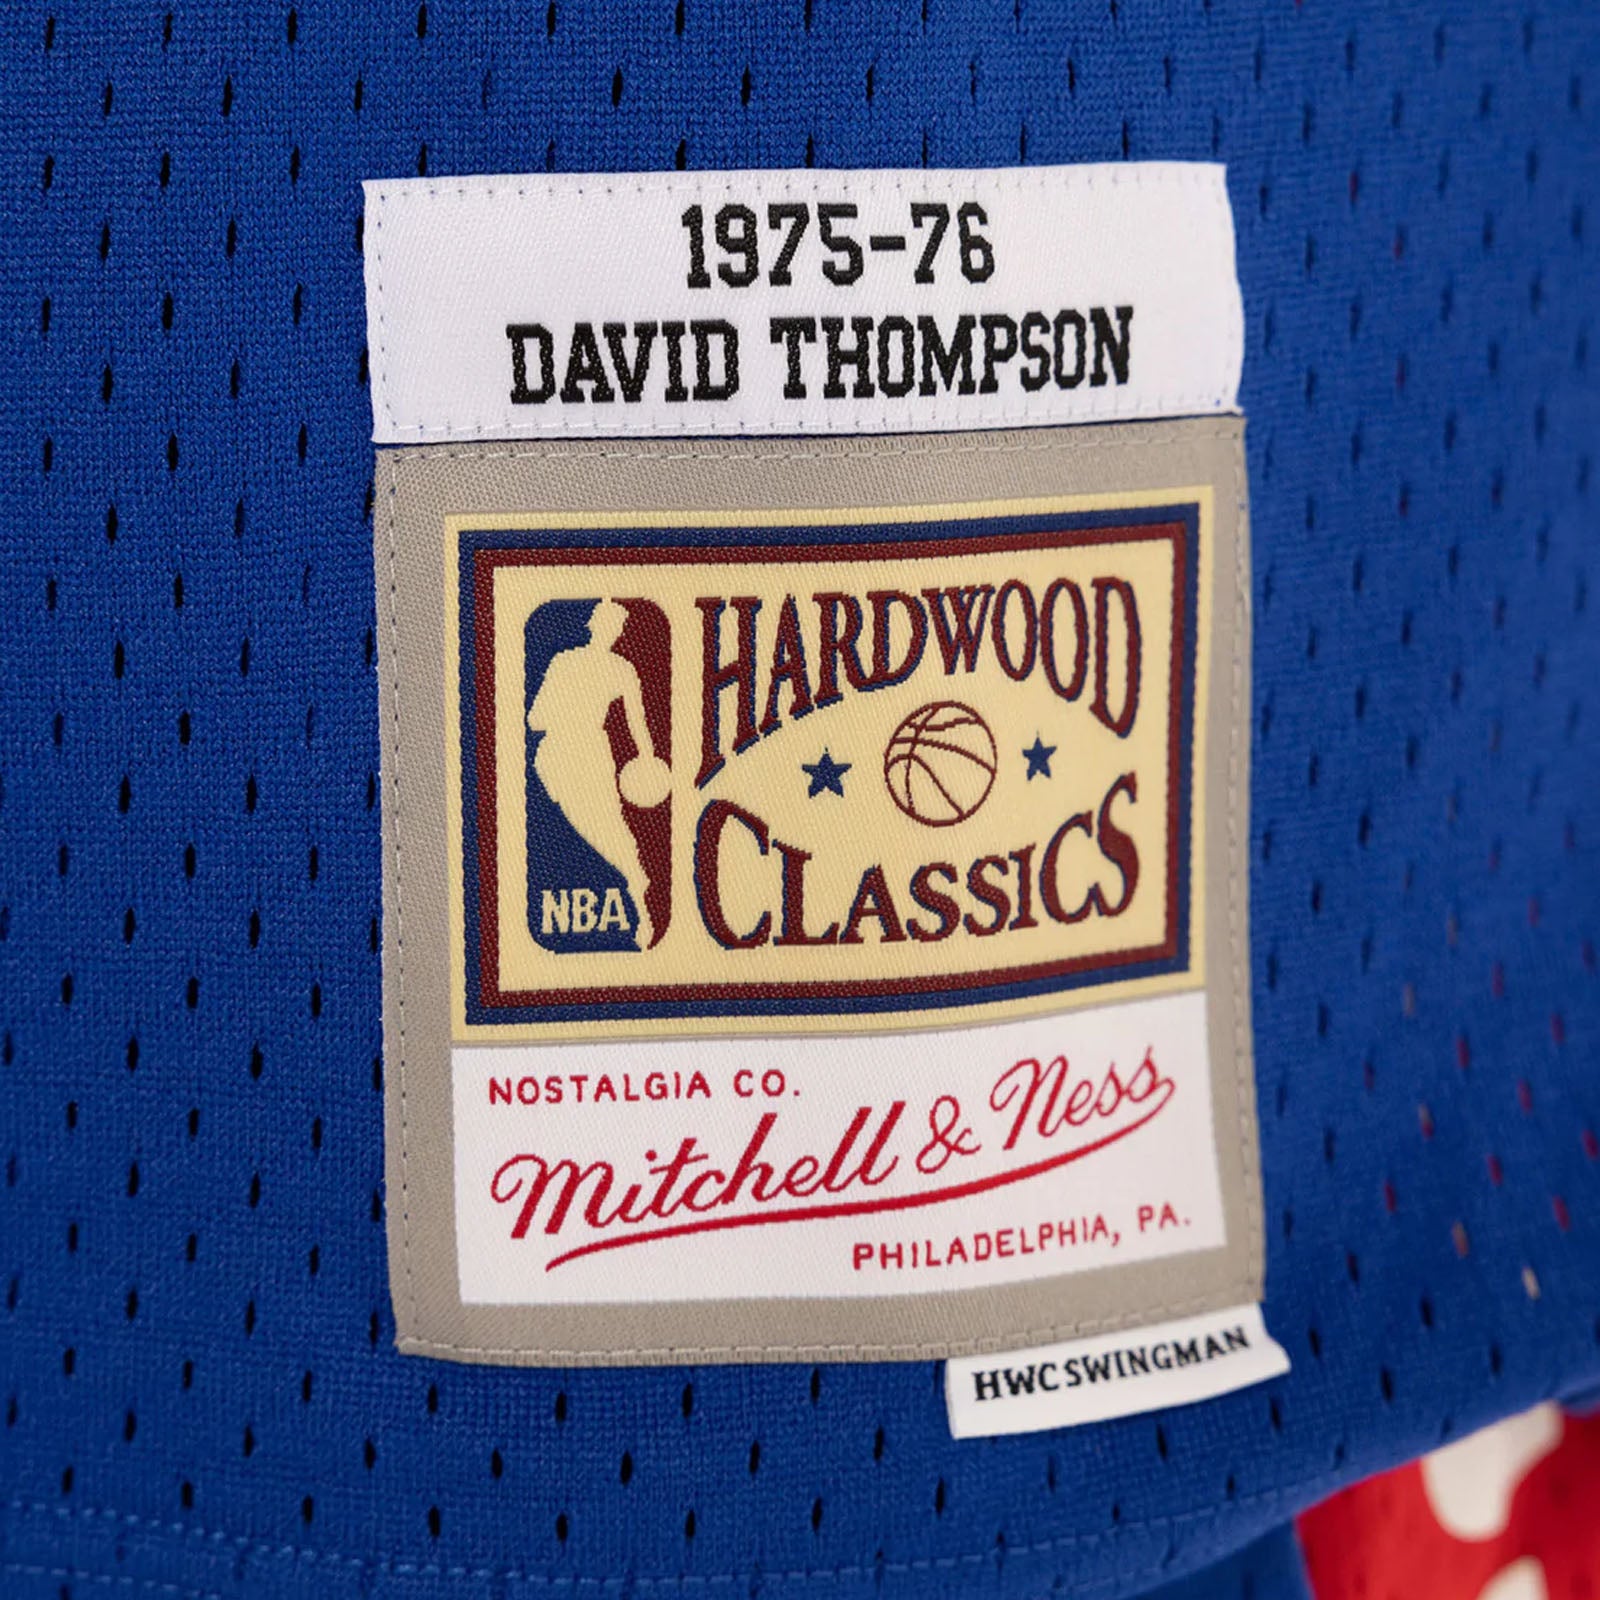 1975-76
DAVID THOMPSON
HARDWOOD
CLASSICS
NBA
NOSTALGIA CO.
Mitchell & Ness
PHILADELPHIA, PA.
HWC SWINGMAN